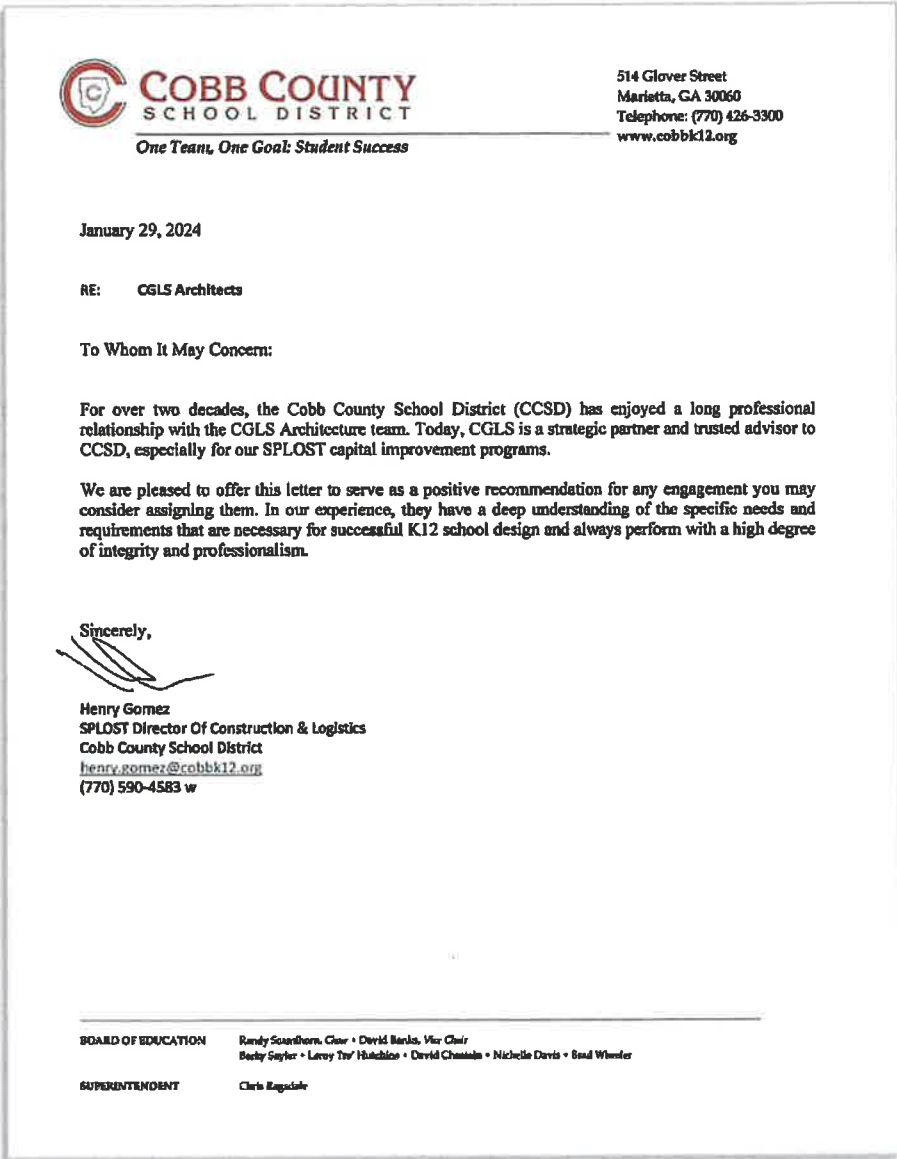 COBB COUNTY
SCHOOL DISTRICT
One Team, One Goal: Student Success
514 Glover Street
Marietta, GA 30060
Telephone: (770) 426-3300
www.cobbk12.org
January 29, 2024
RE: CGLS Architects
To Whom It May Concern:
For over two decades, the Cobb County School District (CCSD) has enjoyed a long professional
relationship with the CGLS Architecture team. Today, CGLS is a strategic partner and trusted advisor to
CCSD, especially for our SPLOST capital improvement programs.
We are pleased to offer this letter to serve as a positive recommendation for any engagement you may
consider assigning them. In our experience, they have a deep understanding of the specific needs and
requirements that are necessary for successful K12 school design and always perform with a high degree
of integrity and professionalism.
Sincerely,
Henry Gomez
SPLOST Director Of Construction & Logistics
Cobb County School District
henry.gomez@cobbk12.org
(770) 590-4583 w
BOARD OF EDUCATION Randy Scamihorn, Chair • David Banks, Vice Chair
Becky Sayler • Leroy Tre' Hutchins • David Chastain • Nichelle Davis • Brad Wheeler
SUPERINTENDENT Chris Ragsdale